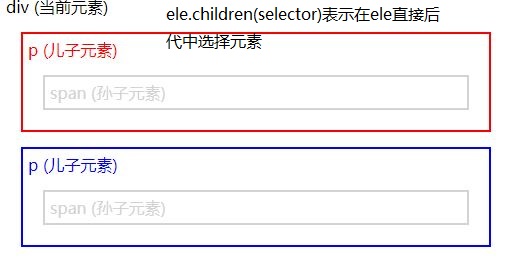 div (当前元素)
ele.children(selector)表示在ele直接后
代中选择元素
p (儿子元素)
span (孙子元素)
p (儿子元素)
span (孙子元素)